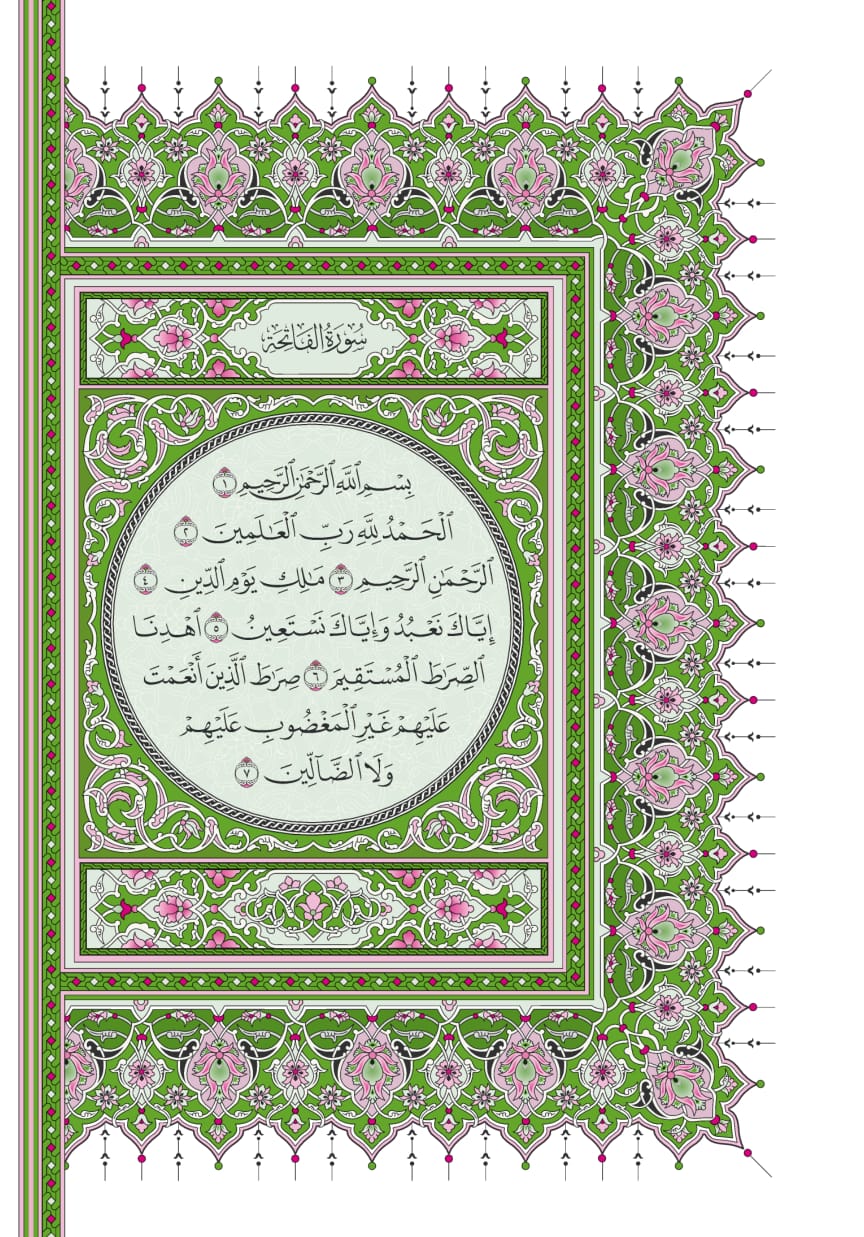 سُورَةُ الفَاتِحَةِ
بِسْمِ ٱللَّهِ ٱلرَّحْمَٰنِ ٱلرَّحِيمِ ١
ٱلْحَمْدُ لِلَّهِ رَبِّ ٱلْعَٰلَمِينَ ٢
ٱلرَّحْمَٰنِ ٱلرَّحِيمِ ٣ مَٰلِكِ يَوْمِ ٱلدِّينِ ٤
إِيَّاكَ نَعْبُدُ وَإِيَّاكَ نَسْتَعِينُ ٥ ٱهْدِنَا
ٱلصِّرَٰطَ ٱلْمُسْتَقِيمَ ٦ صِرَٰطَ ٱلَّذِينَ أَنْعَمْتَ
عَلَيْهِمْ غَيْرِ ٱلْمَغْضُوبِ عَلَيْهِمْ
وَلَا ٱلضَّآلِّينَ ٧